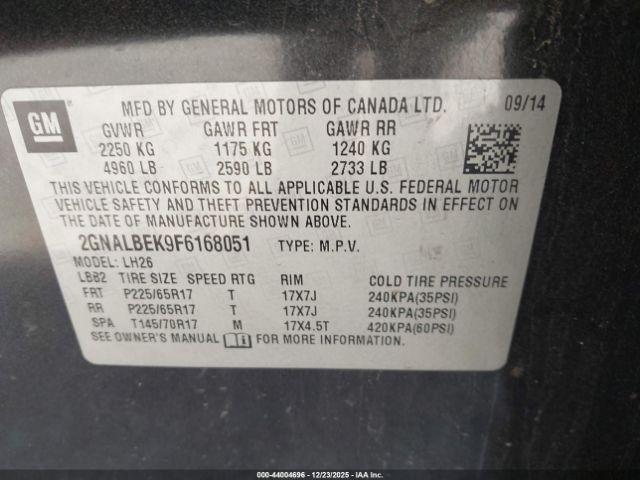 GM
MFD BY GENERAL MOTORS OF CANADA LTD. 09/14
GVWR GAWR FRT GAWR RR
2250 KG 1175 KG 1240 KG
4960 LB 2590 LB 2733 LB
THIS VEHICLE CONFORMS TO ALL APPLICABLE U.S. FEDERAL MOTOR
VEHICLE SAFETY AND THEFT PREVENTION STANDARDS IN EFFECT ON
THE DATE OF MANUFACTURE SHOWN ABOVE.
2GNALBEK9F6168051 TYPE: M.P.V.
MODEL: LH26
LBB2 TIRE SIZE SPEED RTG RIM COLD TIRE PRESSURE
FRT P225/65R17 T 17X7J 240KPA(35PSI)
RR P225/65R17 T 17X7J 240KPA(35PSI)
SPA T145/70R17 M 17X4.5T 420KPA(60PSI)
SEE OWNER'S MANUAL FOR MORE INFORMATION.
000-44004696 - 12/23/2025 - IAA Inc.